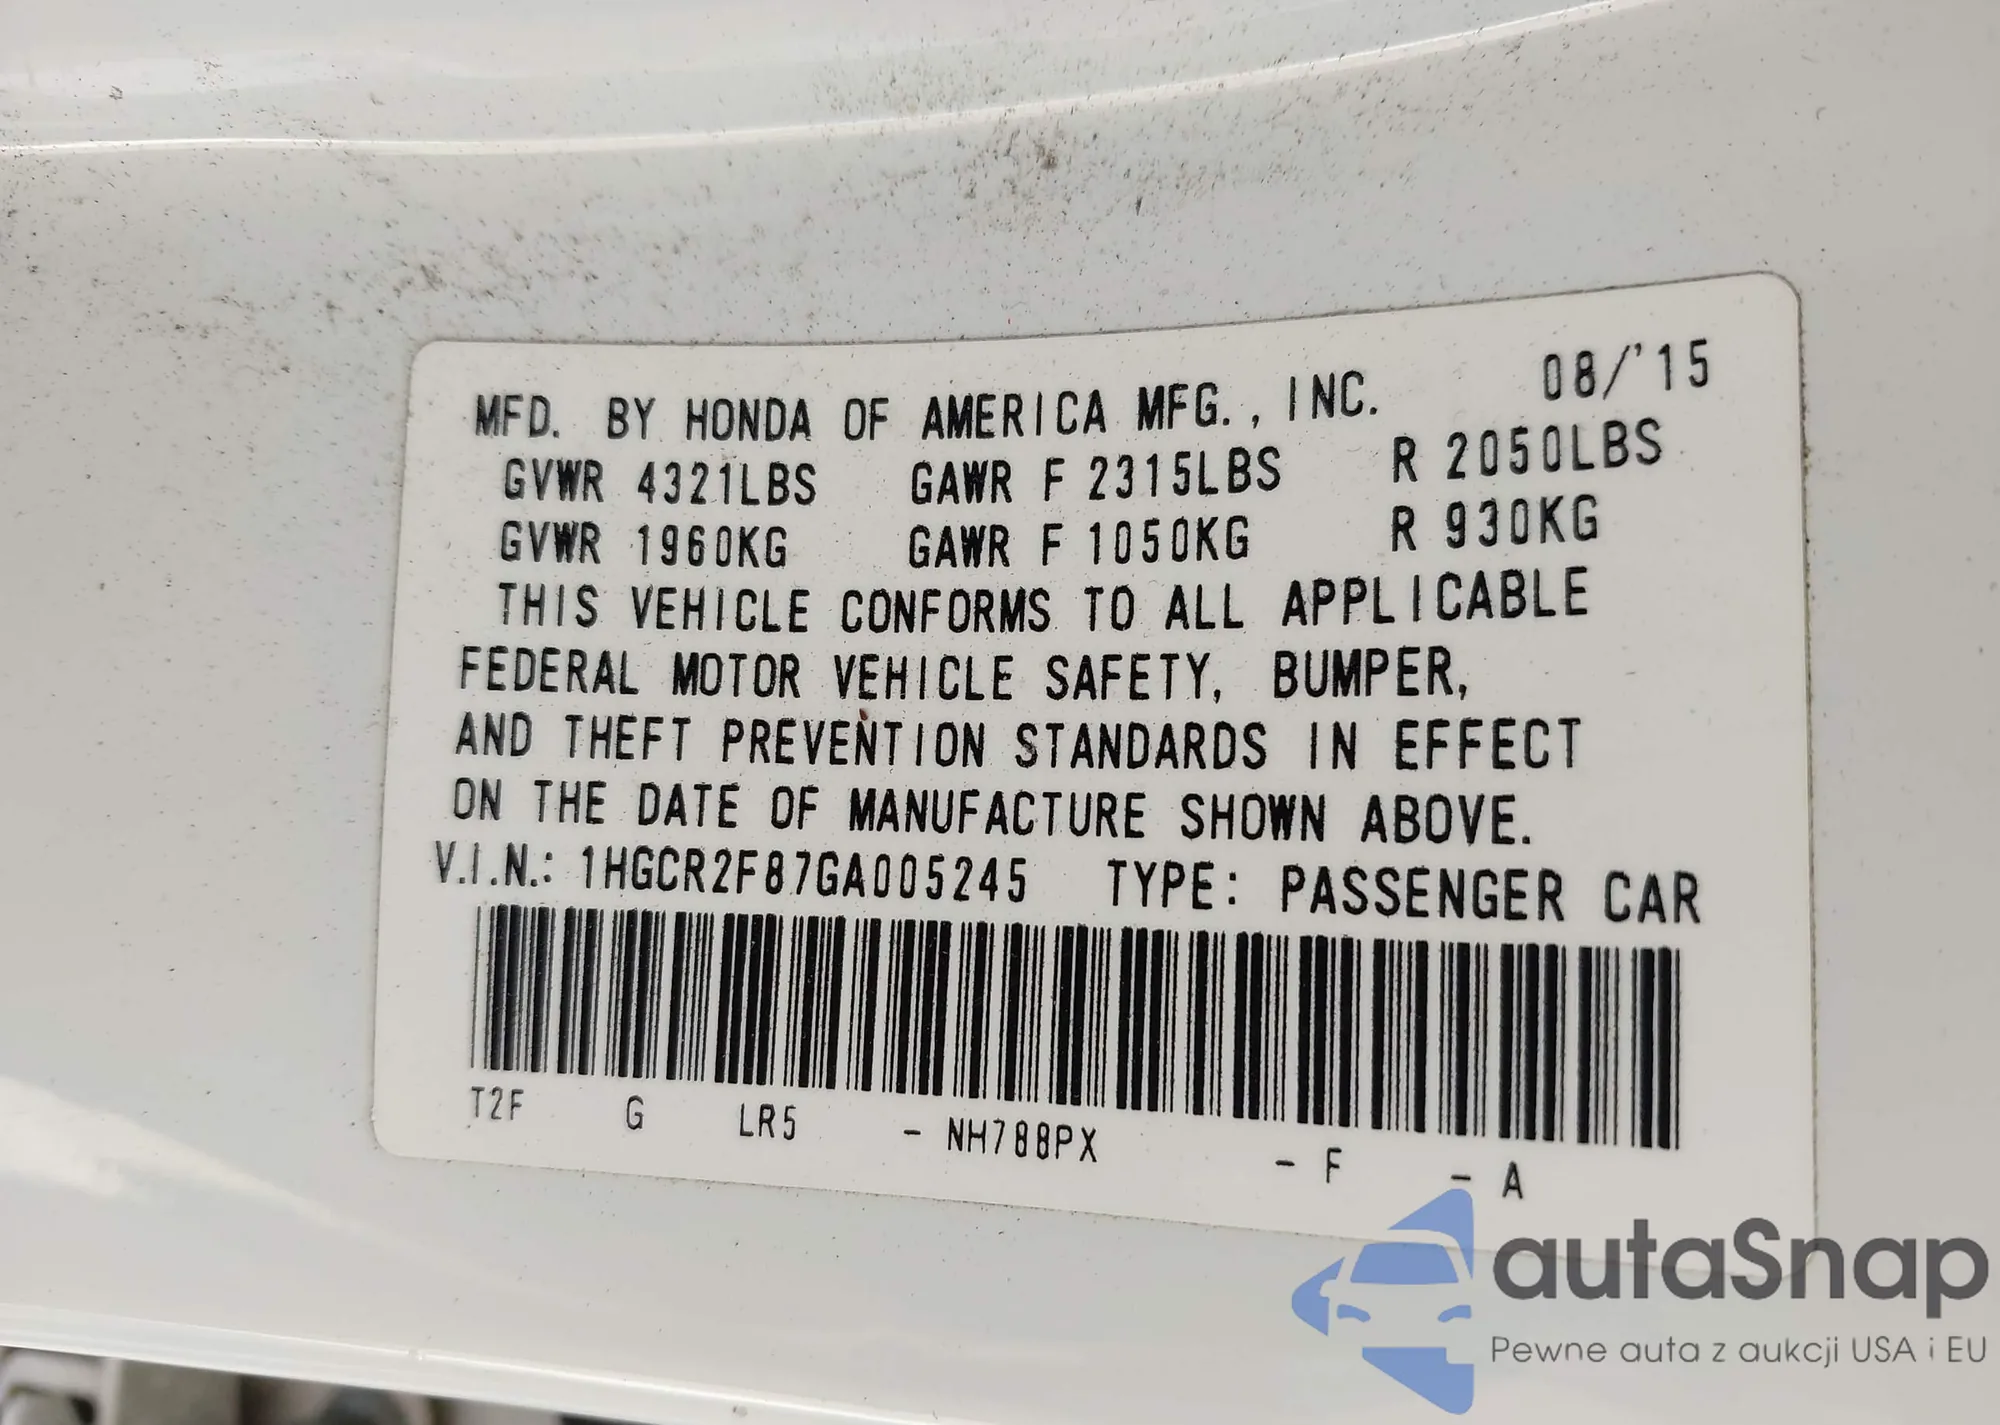 MFD. BY HONDA OF AMERICA MFG., INC. 08/'15
GVWR 4321LBS GAWR F 2315LBS R 2050LBS
GVWR 1960KG GAWR F 1050KG R 930KG
THIS VEHICLE CONFORMS TO ALL APPLICABLE
FEDERAL MOTOR VEHICLE SAFETY, BUMPER,
AND THEFT PREVENTION STANDARDS IN EFFECT
ON THE DATE OF MANUFACTURE SHOWN ABOVE.
V.I.N.: 1HGCR2F87GA005245 TYPE: PASSENGER CAR
T2F G LR5 - NH788PX - F - A
autaSnap
Pewne auta z aukcji USA i EU